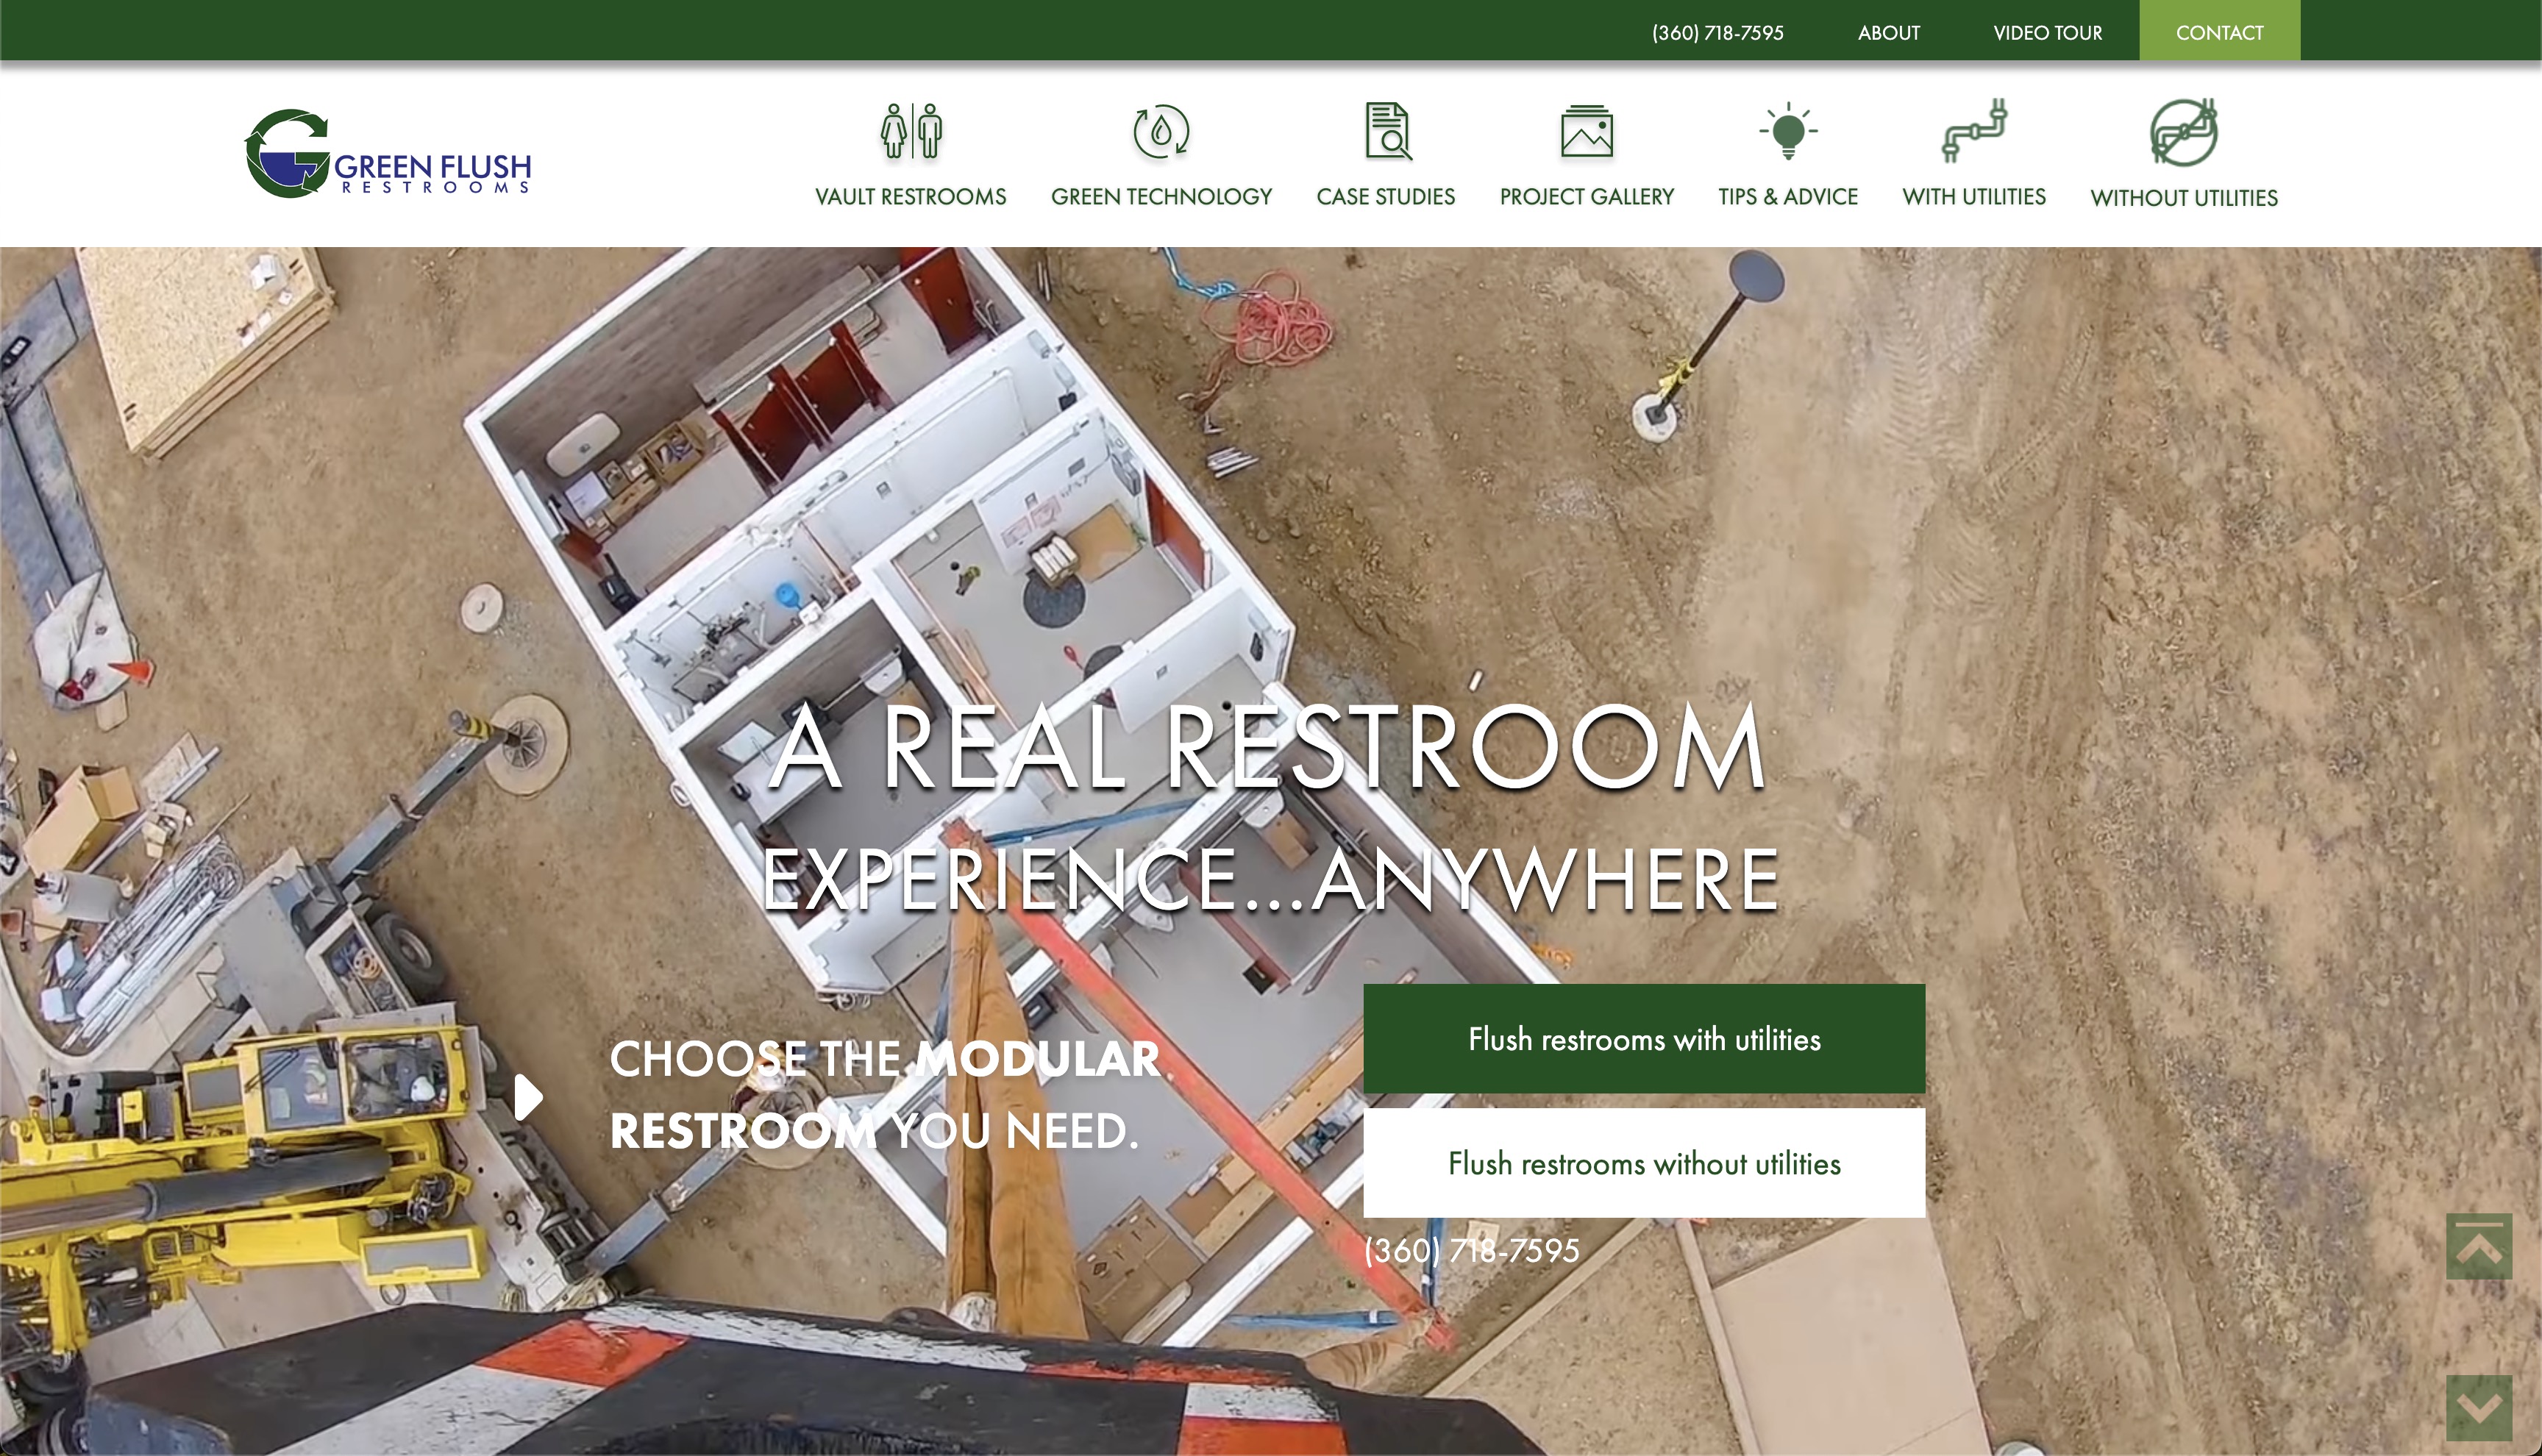 (360) 718-7595
ABOUT
VIDEO TOUR
CONTACT
GREEN FLUSH
RESTROOMS
VAULT RESTROOMS
GREEN TECHNOLOGY
CASE STUDIES
PROJECT GALLERY
TIPS & ADVICE
WITH UTILITIES
WITHOUT UTILITIES
A REAL RESTROOM
EXPERIENCE...ANYWHERE
CHOOSE THE MODULAR
RESTROOM YOU NEED.
Flush restrooms with utilities
Flush restrooms without utilities
(360) 718-7595